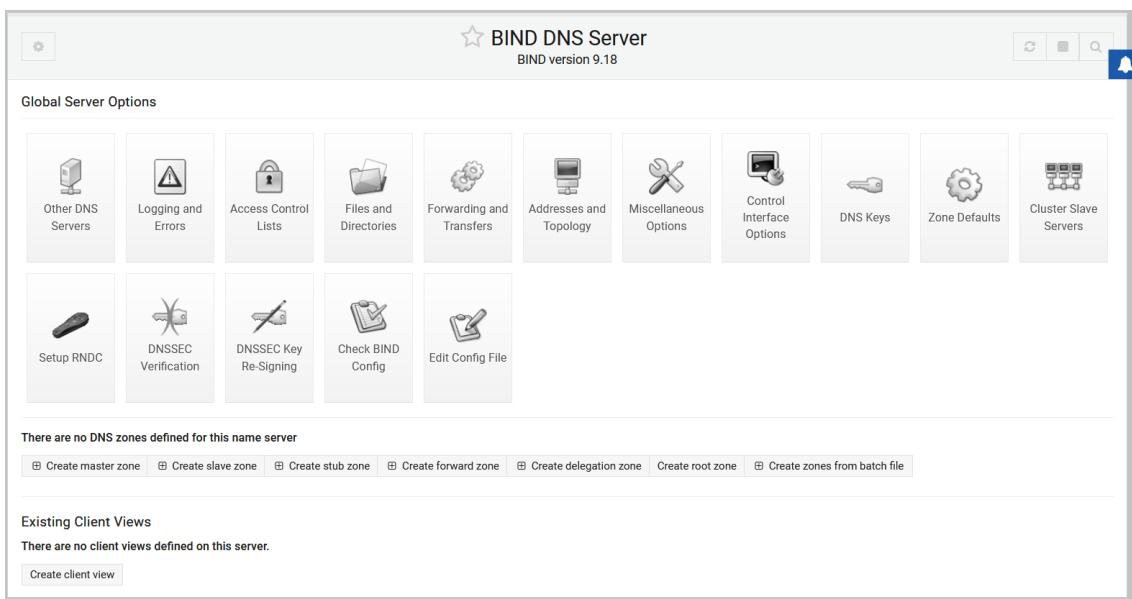 BIND DNS Server
BIND version 9.18
Global Server Options
Other DNS
Servers
Logging and
Errors
Access Control
Lists
Files and
Directories
Forwarding and
Transfers
Addresses and
Topology
Miscellaneous
Options
Control
Interface
Options
DNS Keys
Zone Defaults
Cluster Slave
Servers
Setup RNDC
DNSSEC
Verification
DNSSEC Key
Re-Signing
Check BIND
Config
Edit Config File
There are no DNS zones defined for this name server
Create master zone
Create slave zone
Create stub zone
Create forward zone
Create delegation zone
Create root zone
Create zones from batch file
Existing Client Views
There are no client views defined on this server.
Create client view